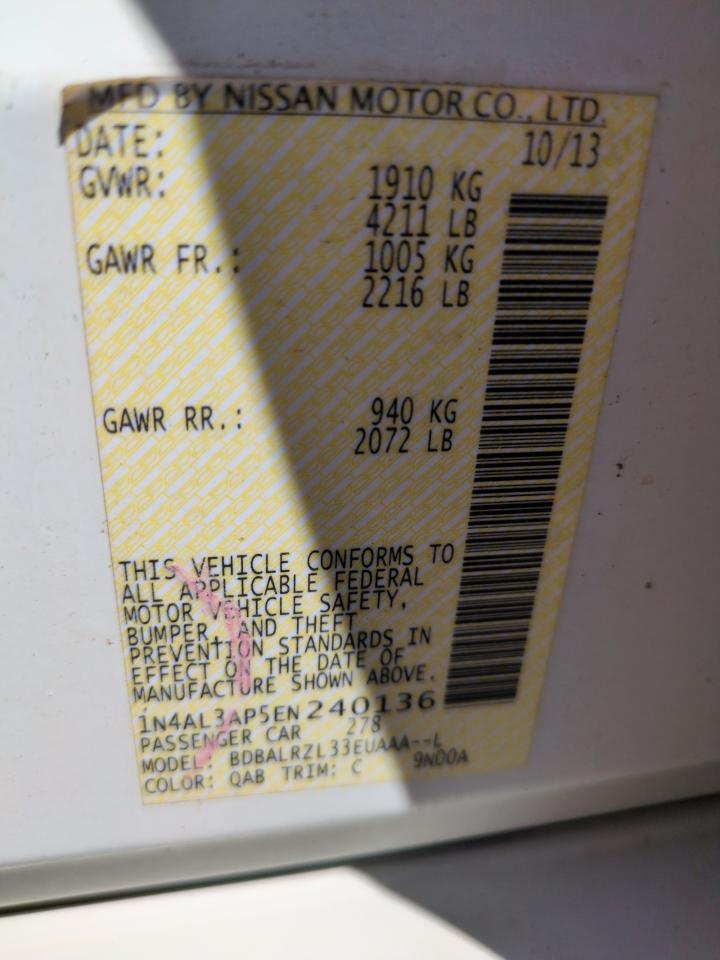 MFD BY NISSAN MOTOR CO., LTD.
DATE: 10/13
GVWR: 1910 KG
4211 LB
GAWR FR.: 1005 KG
2216 LB
GAWR RR.: 940 KG
2072 LB
THIS VEHICLE CONFORMS TO
ALL APPLICABLE FEDERAL
MOTOR VEHICLE SAFETY,
BUMPER, AND THEFT
PREVENTION STANDARDS IN
EFFECT ON THE DATE OF
MANUFACTURE SHOWN ABOVE.
1N4AL3AP5EN240136
PASSENGER CAR 278
MODEL: BDBALRZL33EUAAA--L
COLOR: QAB TRIM: C 9N00A